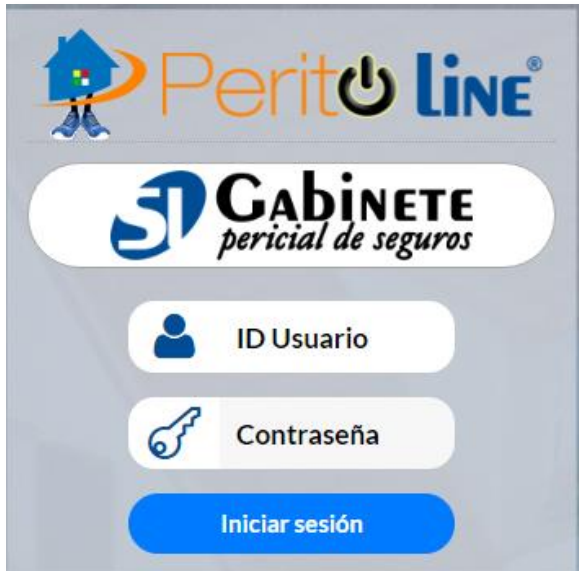 Perito Line®
SI Gabinete
pericial de seguros
ID Usuario
Contraseña
Iniciar sesión